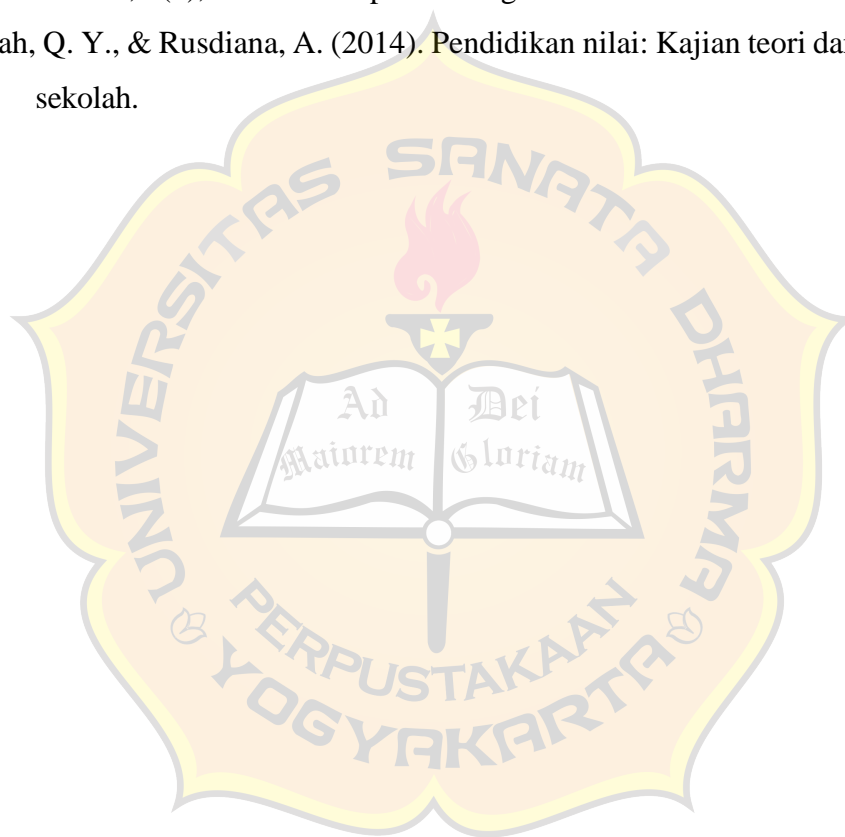 ah, Q. Y., & Rusdiana, A. (2014). Pendidikan nilai: Kajian teori dan
sekolah.
UNIVERSITAS SANATA DHARMA
Ad Dei
Maiorem Gloriam
PERPUSTAKAAN
YOGYAKARTA